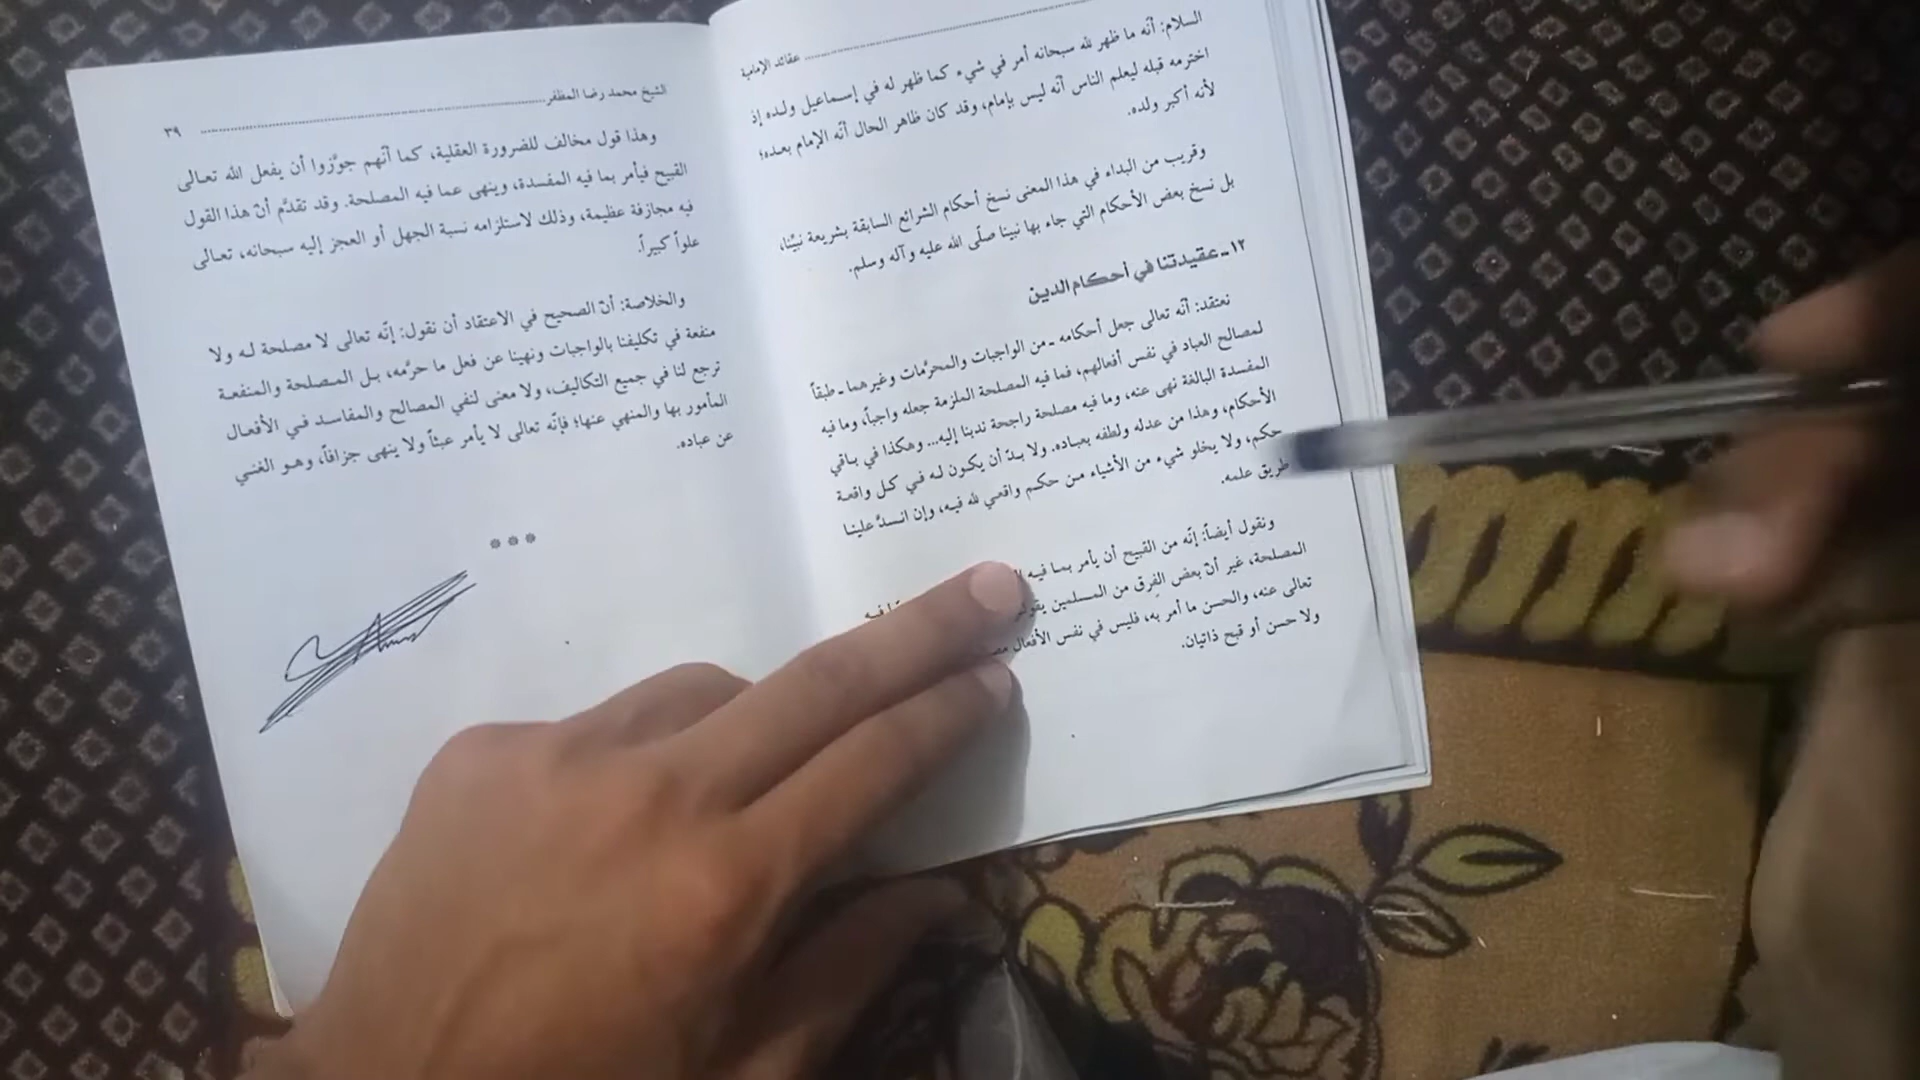 عقائد الإمامية
السلام: أنّه ما ظهر لله سبحانه أمر في شيء كما ظهر له في إسماعيل ولده إذ
اخترمه قبله ليعلم الناس أنّه ليس بإمام، وقد كان ظاهر الحال أنّه الإمام بعده؛
لأنه أكبر ولده.
وقريب من البداء في هذا المعنى نسخ أحكام الشرائع السابقة بشريعة نبيّنا،
بل نسخ بعض الأحكام التي جاء بها نبينا صلّى الله عليه وآله وسلم.
١٢ـ عقيدتنا في أحكام الدين
نعتقد: أنّه تعالى جعل أحكامه ـ من الواجبات والمحرَّمات وغيرهما ـ طبقاً
لمصالح العباد في نفس أفعالهم، فما فيه المصلحة الملزمة جعله واجباً، وما فيه
المفسدة البالغة نهى عنه، وما فيه مصلحة راجحة ندبنا إليه... وهكذا في باقي
الأحكام، وهذا من عدله ولطفه بعباده. ولا بدّ أن يكون له في كل واقعة
حكم، ولا يخلو شيء من الأشياء من حكم واقعي لله فيه، وإن انسدَّ علينا
طريق علمه.
ونقول أيضاً: إنّه من القبيح أن يأمر بما فيه
المصلحة، غير أنّ بعض الفِرق من المسلمين
تعالى عنه، والحسن ما أمر به، فليس في نفس الأفعال
ولا حسن أو قبح ذاتيان.
الشيخ محمد رضا المظفر ٣٩
وهذا قول مخالف للضرورة العقلية، كما أنّهم جوَّزوا أن يفعل الله تعالى
القبيح فيأمر بما فيه المفسدة، وينهى عما فيه المصلحة. وقد تقدَّم أنّ هذا القول
فيه مجازفة عظيمة، وذلك لاستلزامه نسبة الجهل أو العجز إليه سبحانه، تعالى
علواً كبيراً.
والخلاصة: أنّ الصحيح في الاعتقاد أن نقول: إنّه تعالى لا مصلحة له ولا
منفعة في تكليفنا بالواجبات ونهينا عن فعل ما حرَّمه، بل المصلحة والمنفعة
ترجع لنا في جميع التكاليف، ولا معنى لنفي المصالح والمفاسد في الأفعال
المأمور بها والمنهي عنها؛ فإنّه تعالى لا يأمر عبثاً ولا ينهى جزافاً، وهو الغني
عن عباده.